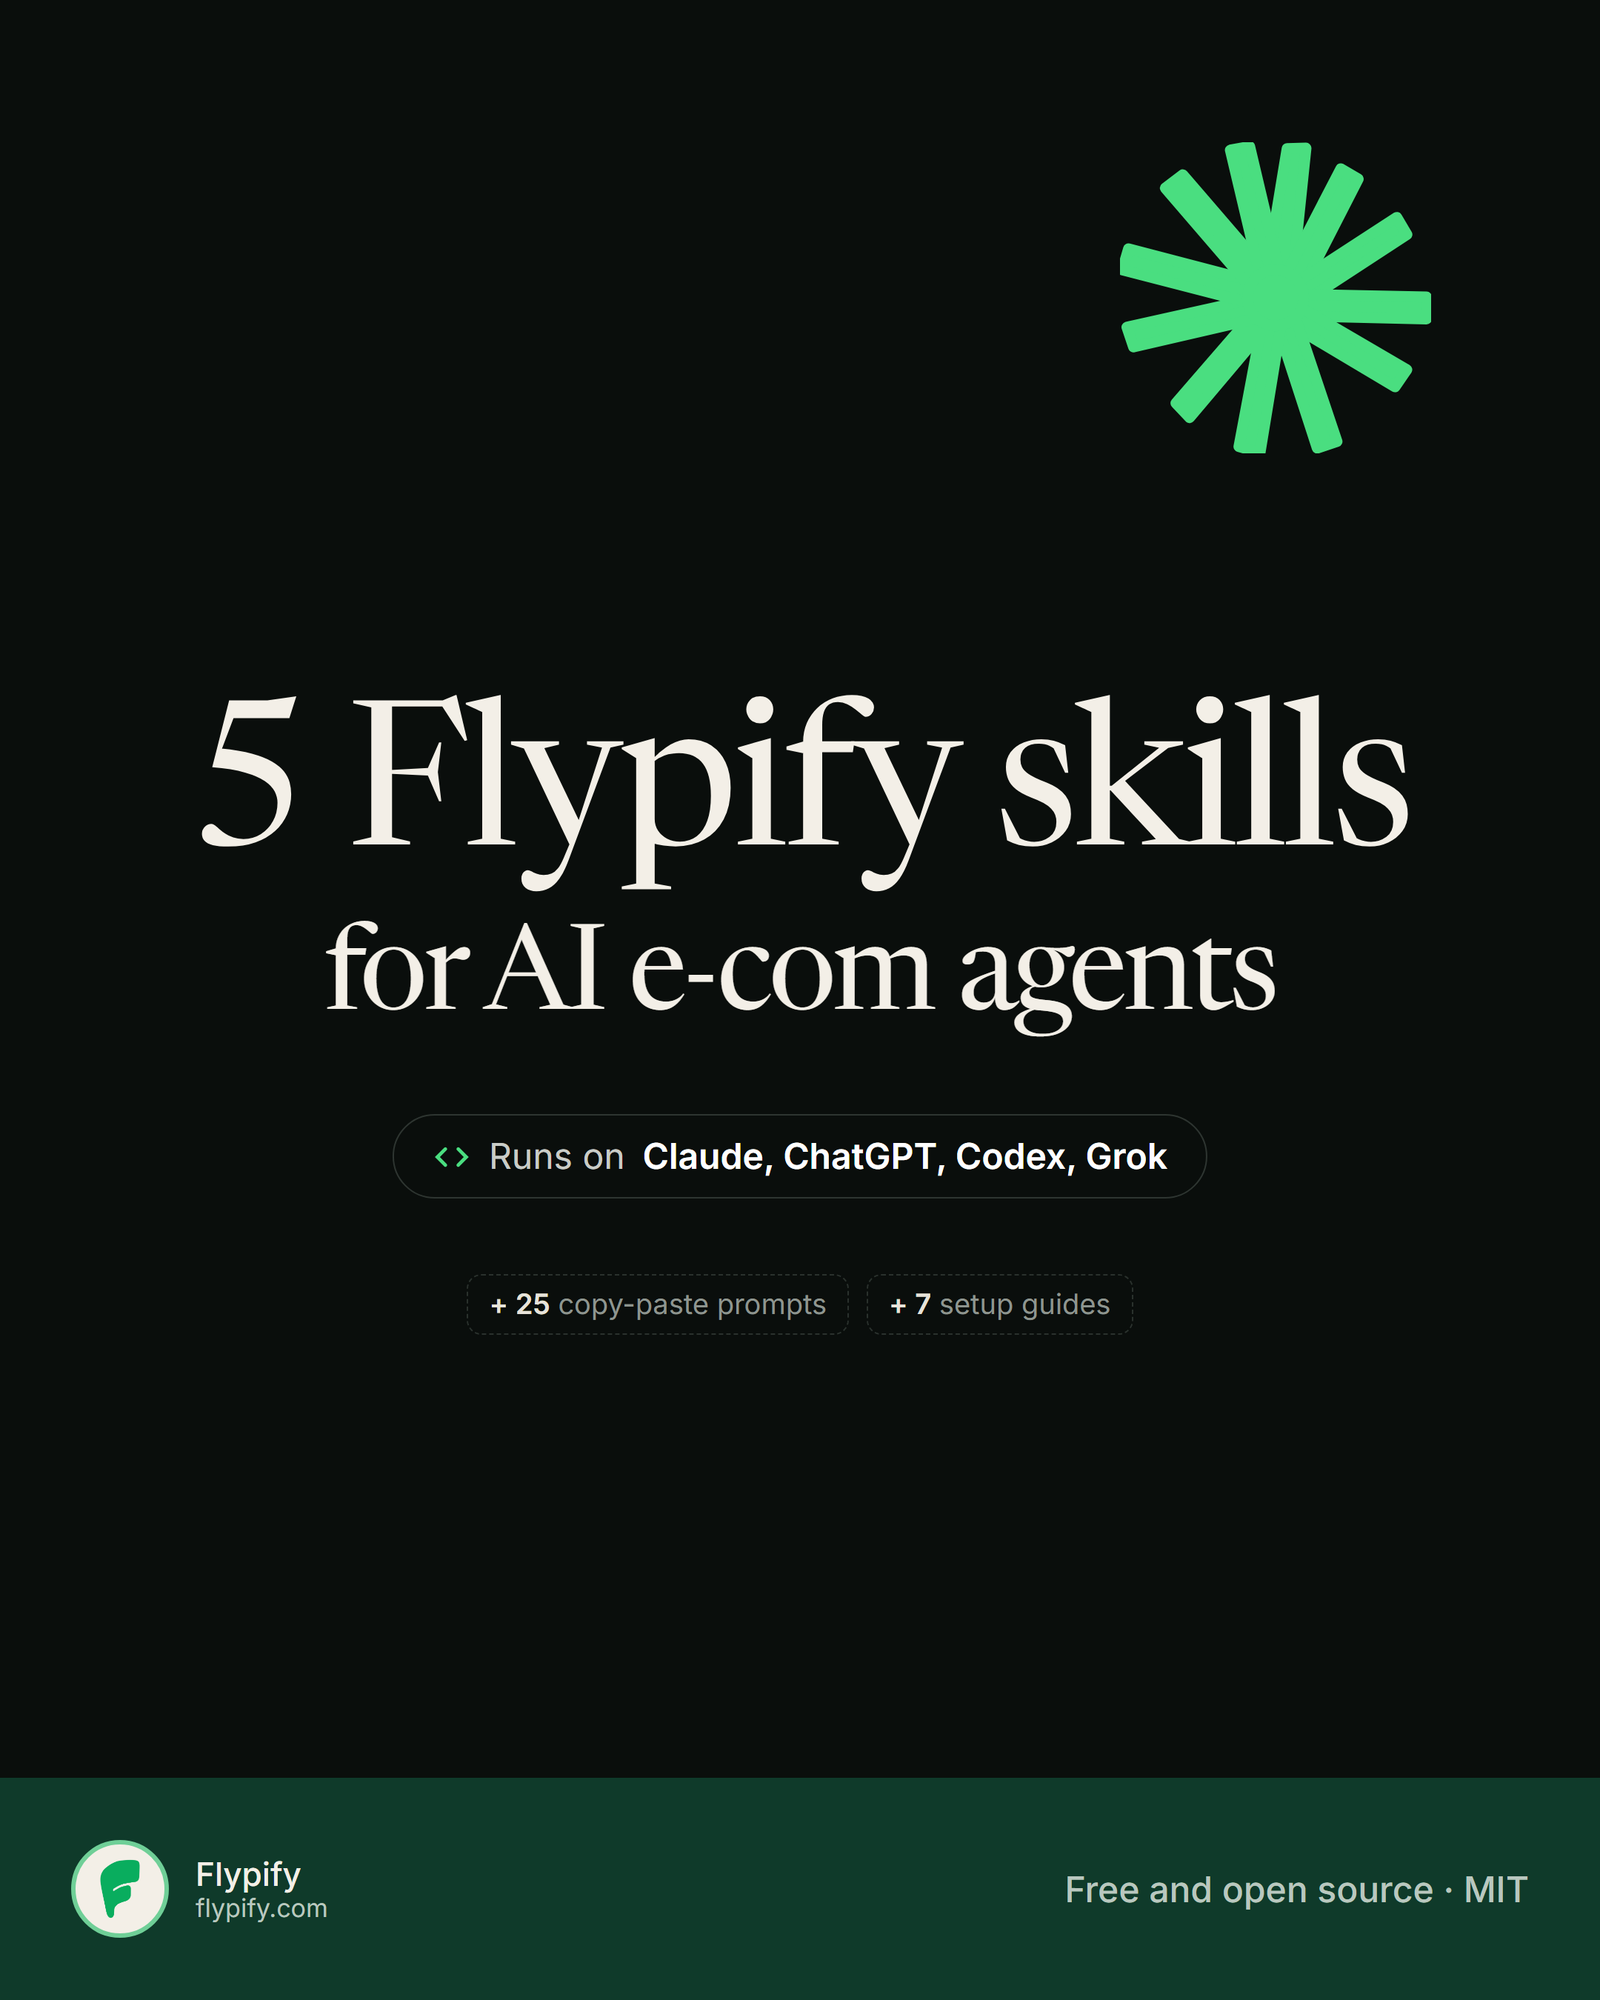 5 Flypify skills
for AI e-com agents
Runs on Claude, ChatGPT, Codex, Grok
+ 25 copy-paste prompts
+ 7 setup guides
Flypify
flypify.com
Free and open source · MIT